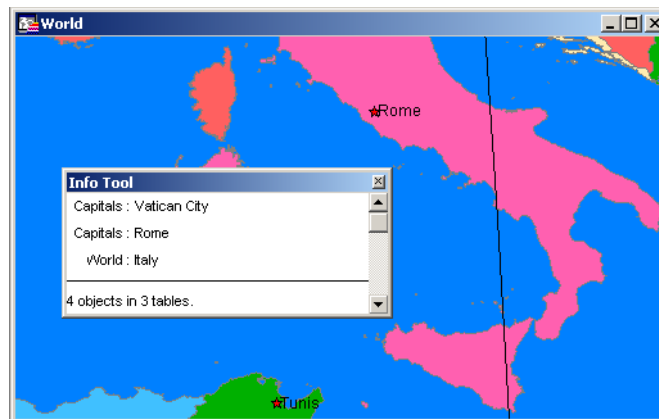 World
Rome
Info Tool
Capitals : Vatican City
Capitals : Rome
World : Italy
4 objects in 3 tables.
Tunis